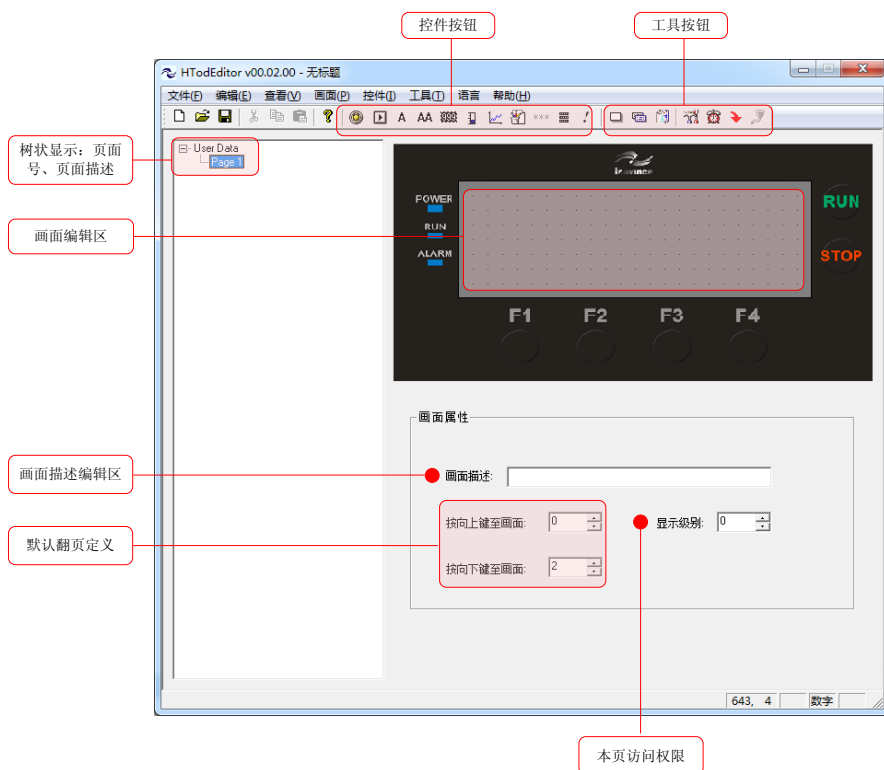 控件按钮
工具按钮
HTodEditor v00.02.00 - 无标题
文件(F) 编辑(E) 查看(V) 画面(P) 控件(I) 工具(T) 语言 帮助(H)
A AA
树状显示：页面
号、页面描述
User Data
Page 1
POWER
RUN
ALARM
RUN
STOP
画面编辑区
F1 F2 F3 F4
画面属性
画面描述编辑区
画面描述:
默认翻页定义
按向上键至画面: 0
显示级别: 0
按向下键至画面: 2
643, 4 数字
本页访问权限